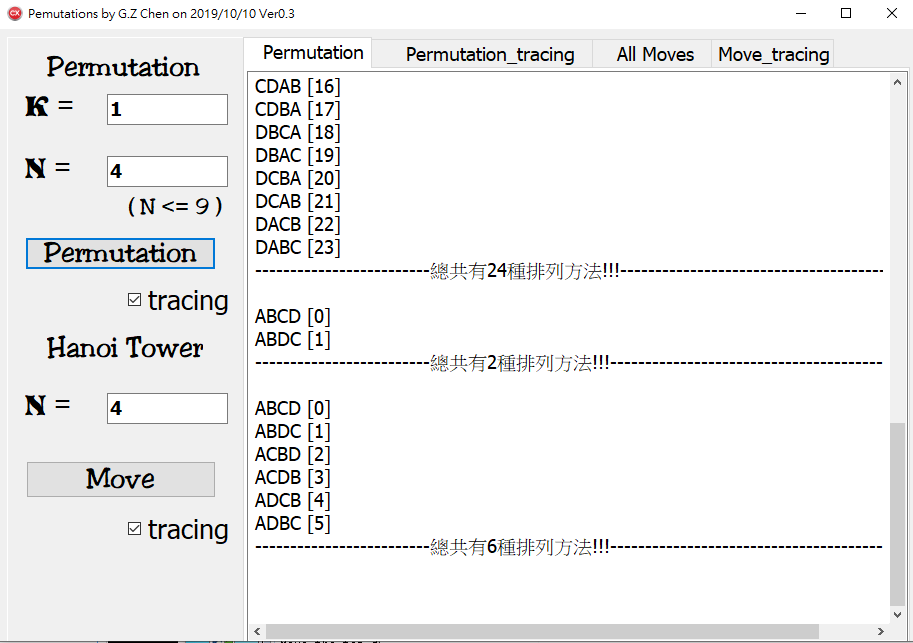 Pemutations by G.Z Chen on 2019/10/10 Ver0.3
Permutation
K =
1
N =
4
( N <= 9 )
Permutation
tracing
Hanoi Tower
N =
4
Move
tracing
Permutation
Permutation_tracing
All Moves
Move_tracing
CDAB [16]
CDBA [17]
DBCA [18]
DBAC [19]
DCBA [20]
DCAB [21]
DACB [22]
DABC [23]
-------------------------總共有24種排列方法!!!--------------------------------------
ABCD [0]
ABDC [1]
-------------------------總共有2種排列方法!!!---------------------------------------
ABCD [0]
ABDC [1]
ACBD [2]
ACDB [3]
ADCB [4]
ADBC [5]
-------------------------總共有6種排列方法!!!---------------------------------------